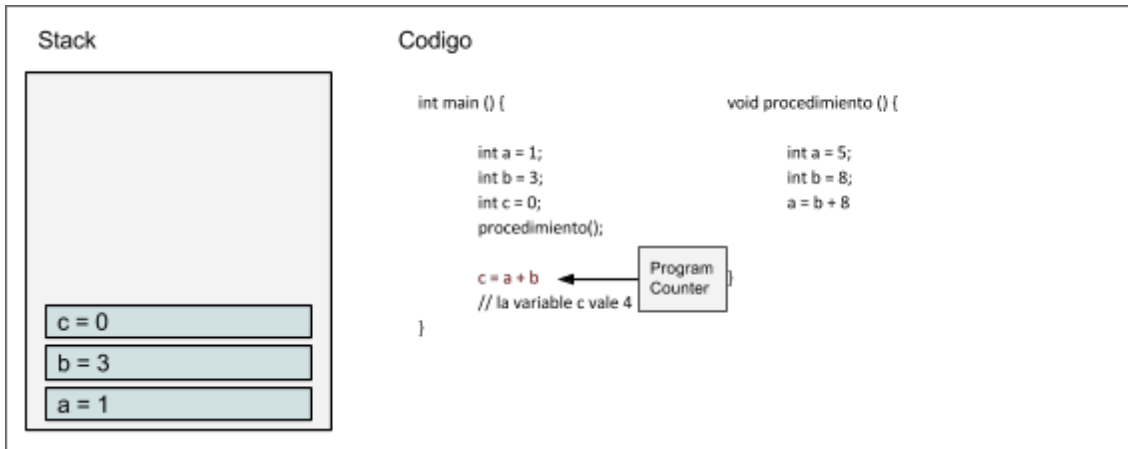 Stack
c = 0
b = 3
a = 1
Codigo
int main () {
int a = 1;
int b = 3;
int c = 0;
procedimiento();
c = a + b
// la variable c vale 4
}
Program
Counter
void procedimiento () {
int a = 5;
int b = 8;
a = b + 8
}